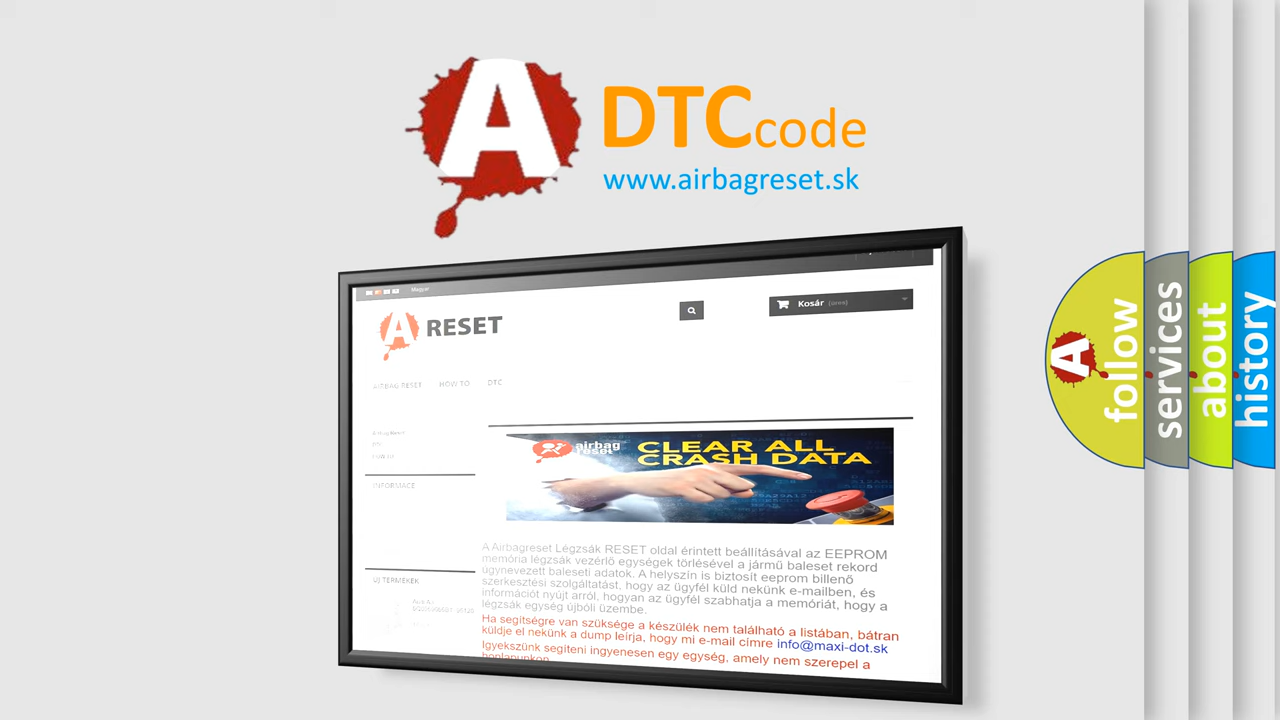 A
DTCcode
www.airbagreset.sk
Magyar
A RESET
Kosár (üres)
AIRBAG RESET HOW TO DTC
INFORMACE
ÚJ TERMÉKEK
airbag
reset
CLEAR ALL
CRASH DATA
A Airbagreset Légzsák RESET oldal érintett beállításával az EEPROM
memória légzsák vezérlő egységek törlésével a jármű baleset rekord
úgynevezett baleseti adatok. A helyszín is biztosít eeprom billenő
szerkesztési szolgáltatást, hogy az ügyfél küld nekünk e-mailben, és
információt nyújt arról, hogyan az ügyfél szabhatja a memóriát, hogy a
légzsák egység újbóli üzembe.
Ha segítségre van szüksége a készülék nem található a listában, bátran
küldje el nekünk a dump leírja, hogy mi e-mail címre info@maxi-dot.sk
Igyekszünk segíteni ingyenesen egy egység, amely nem szerepel a
honlapunkon
A
follow
services
about
history